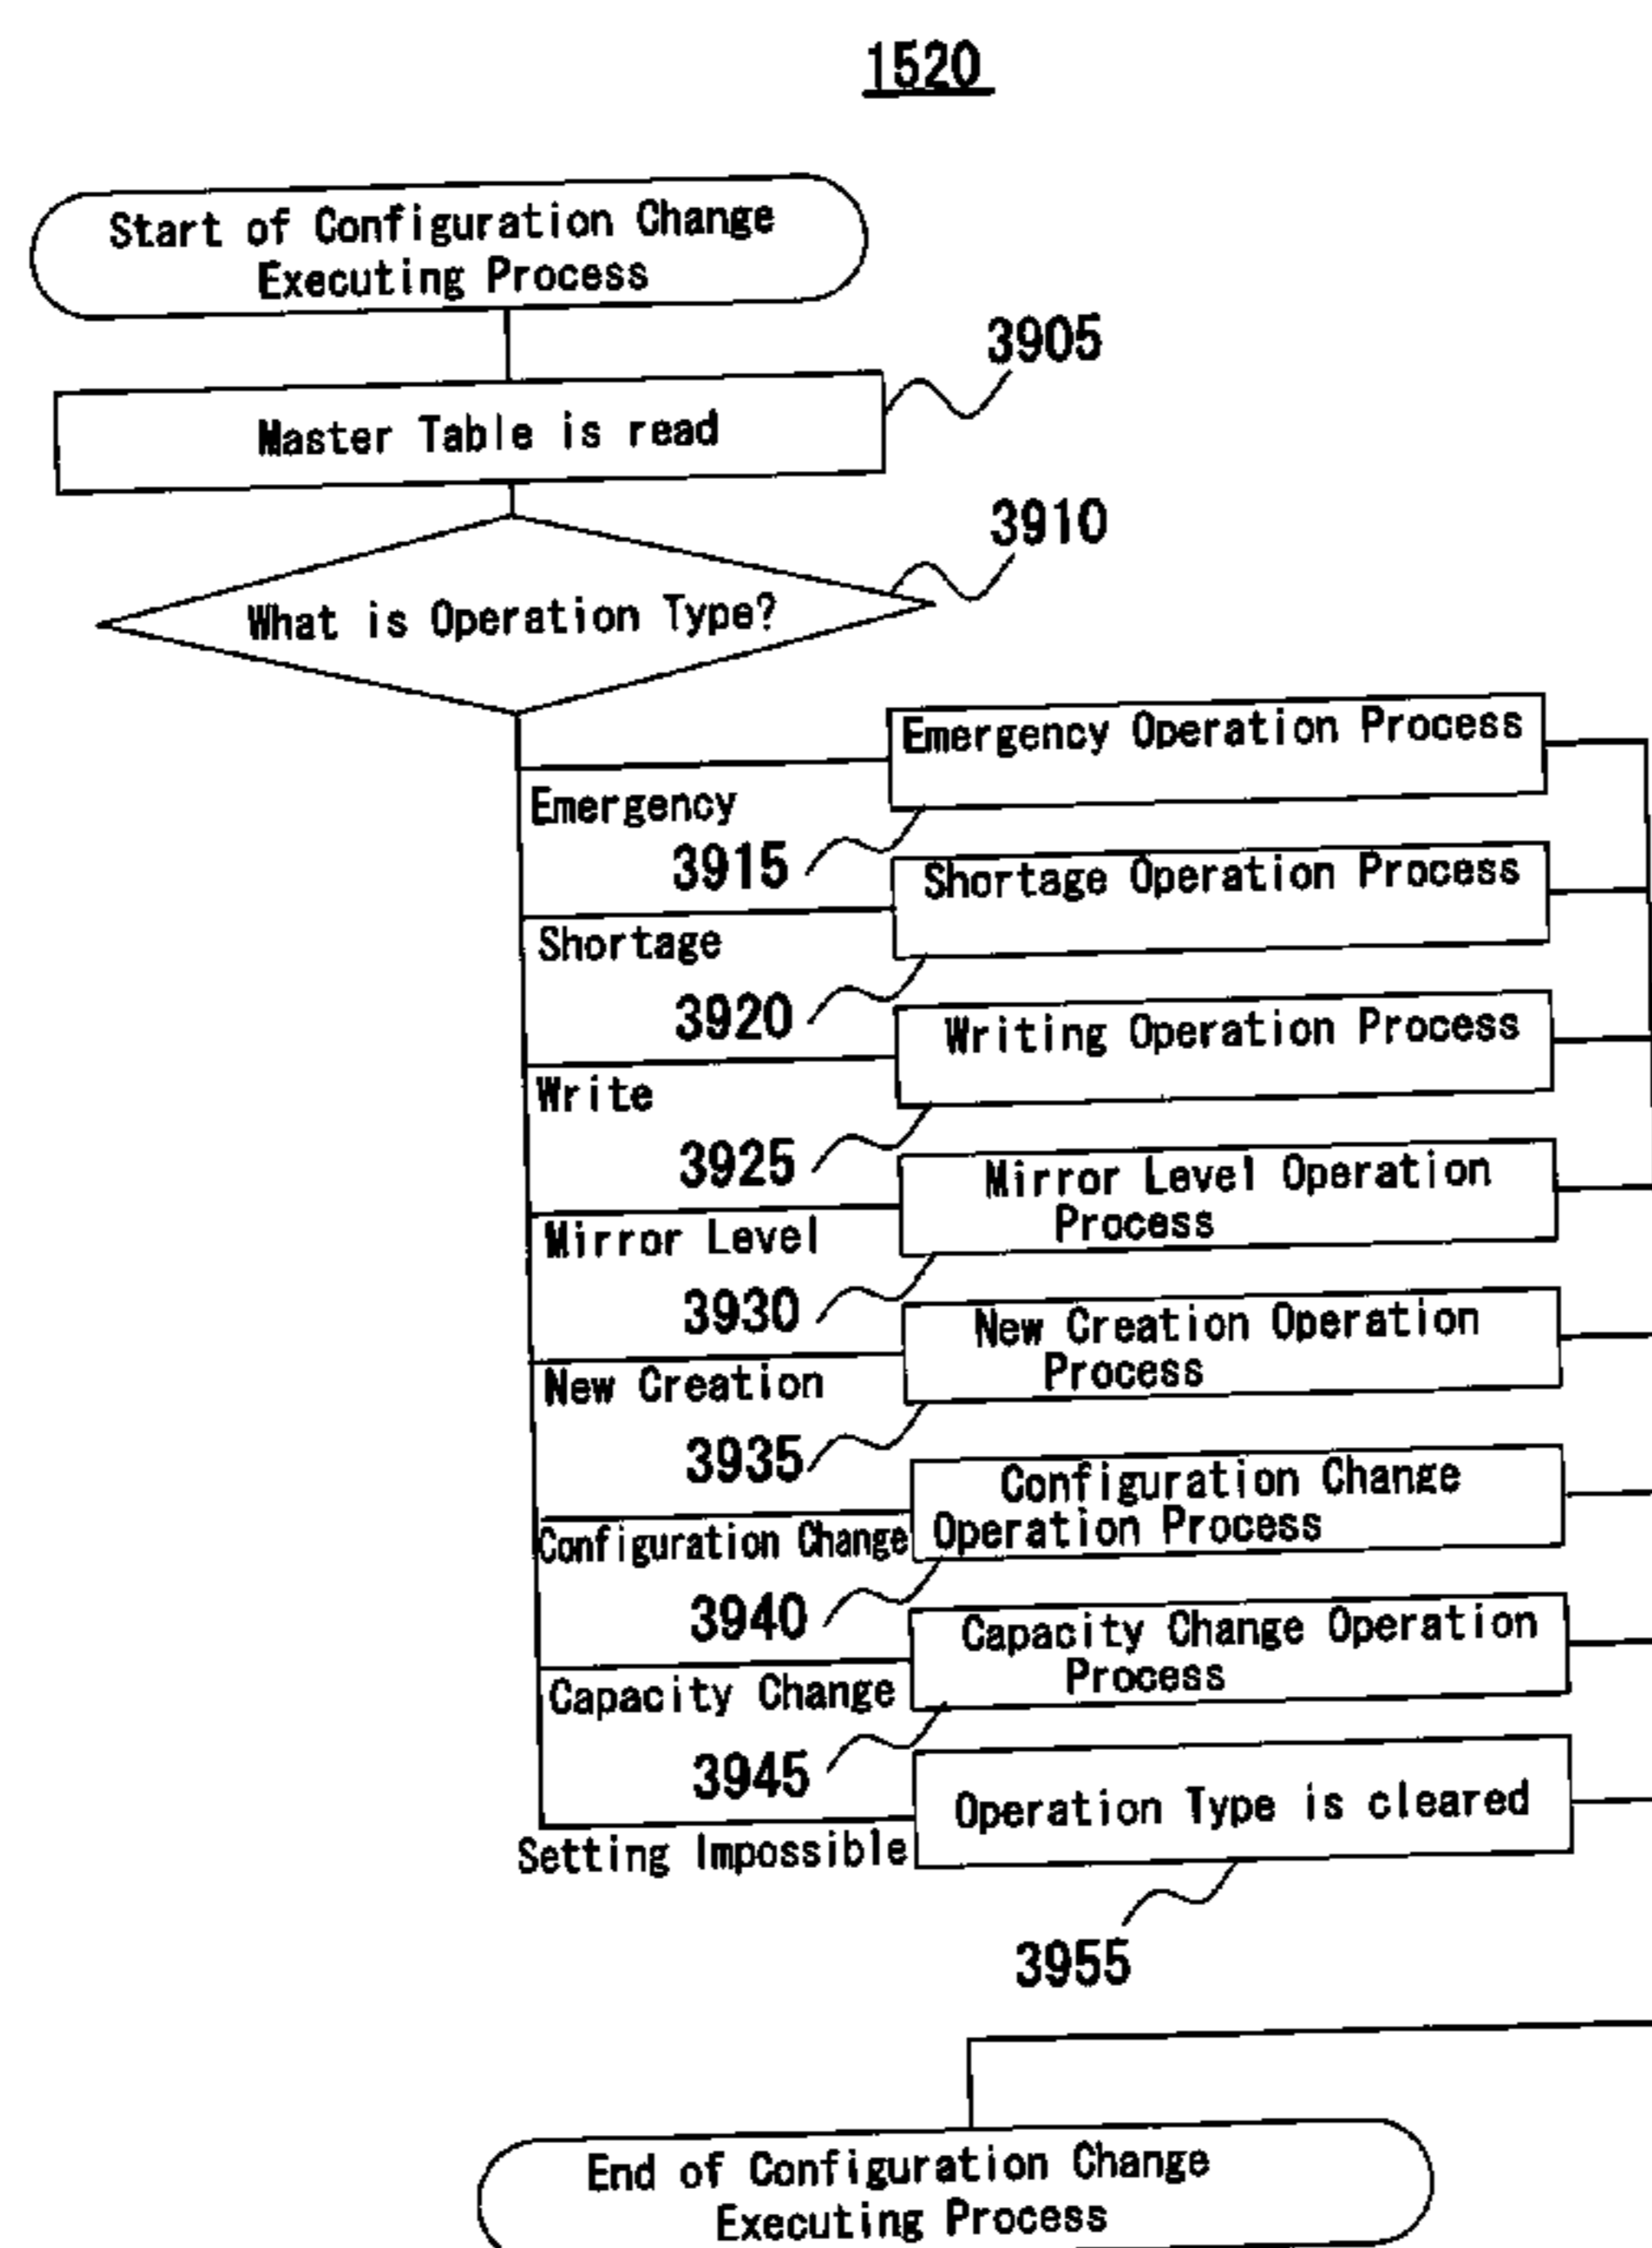 1520
Start of Configuration Change
Executing Process
3905
Master Table is read
3910
What is Operation Type?
Emergency Operation Process
Emergency
3915
Shortage Operation Process
Shortage
3920
Writing Operation Process
Write
3925
Mirror Level Operation
Process
Mirror Level
3930
New Creation Operation
Process
New Creation
3935
Configuration Change
Operation Process
Configuration Change
3940
Capacity Change Operation
Process
Capacity Change
3945
Operation Type is cleared
Setting Impossible
3955
End of Configuration Change
Executing Process